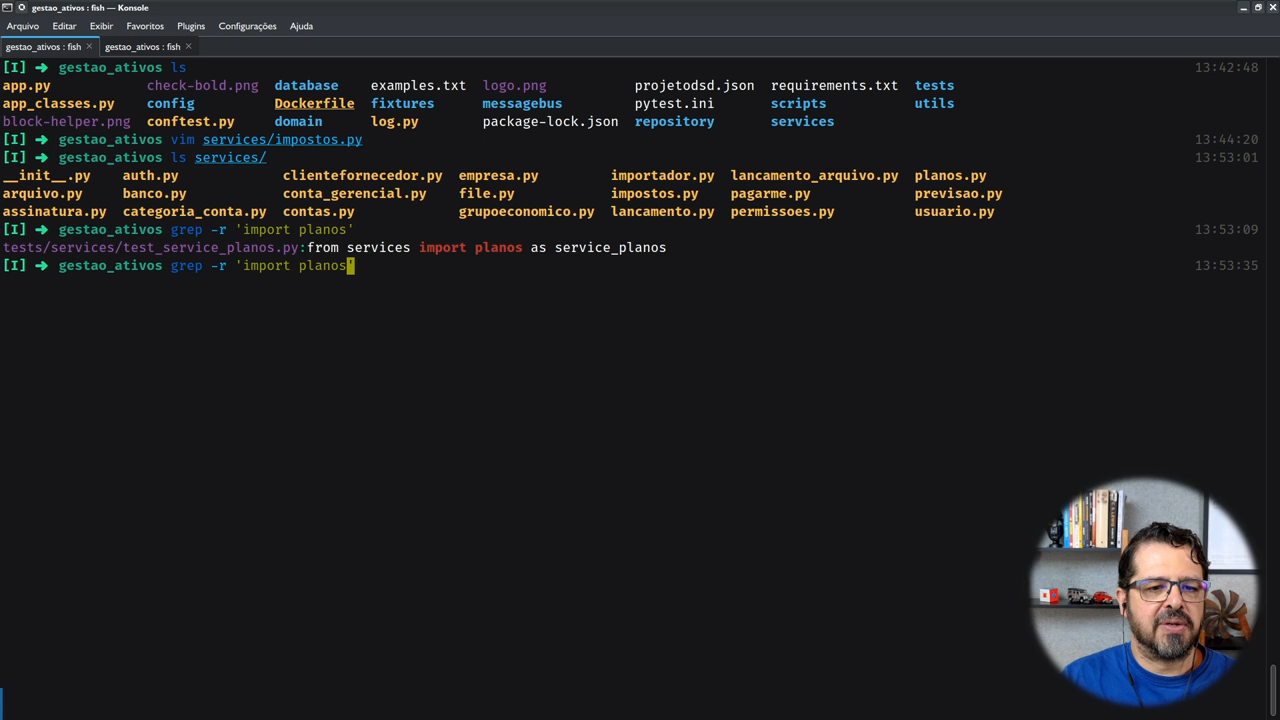 gestao_ativos : fish — Konsole
Arquivo Editar Exibir Favoritos Plugins Configurações Ajuda
gestao_ativos : fish × gestao_ativos : fish ×
[I] ➜ gestao_ativos ls 13:42:48
app.py check-bold.png database examples.txt logo.png projetodsd.json requirements.txt tests
app_classes.py config Dockerfile fixtures messagebus pytest.ini scripts utils
block-helper.png conftest.py domain log.py package-lock.json repository services
[I] ➜ gestao_ativos vim services/impostos.py 13:44:20
[I] ➜ gestao_ativos ls services/ 13:53:01
__init__.py auth.py clientefornecedor.py empresa.py importador.py lancamento_arquivo.py planos.py
arquivo.py banco.py conta_gerencial.py file.py impostos.py pagarme.py previsao.py
assinatura.py categoria_conta.py contas.py grupoeconomico.py lancamento.py permissoes.py usuario.py
[I] ➜ gestao_ativos grep -r 'import planos' 13:53:09
tests/services/test_service_planos.py:from services import planos as service_planos
[I] ➜ gestao_ativos grep -r 'import planos' 13:53:35